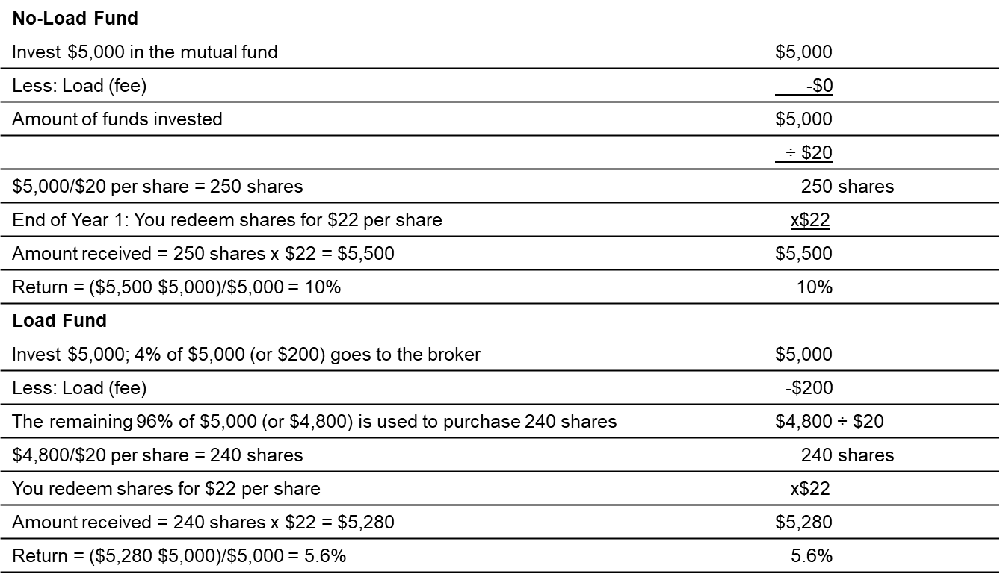 No-Load Fund
Invest $5,000 in the mutual fund $5,000
Less: Load (fee) -$0
Amount of funds invested $5,000
÷ $20
$5,000/$20 per share = 250 shares 250 shares
End of Year 1: You redeem shares for $22 per share x$22
Amount received = 250 shares x $22 = $5,500 $5,500
Return = ($5,500 $5,000)/$5,000 = 10% 10%
Load Fund
Invest $5,000; 4% of $5,000 (or $200) goes to the broker $5,000
Less: Load (fee) -$200
The remaining 96% of $5,000 (or $4,800) is used to purchase 240 shares $4,800 ÷ $20
$4,800/$20 per share = 240 shares 240 shares
You redeem shares for $22 per share x$22
Amount received = 240 shares x $22 = $5,280 $5,280
Return = ($5,280 $5,000)/$5,000 = 5.6% 5.6%